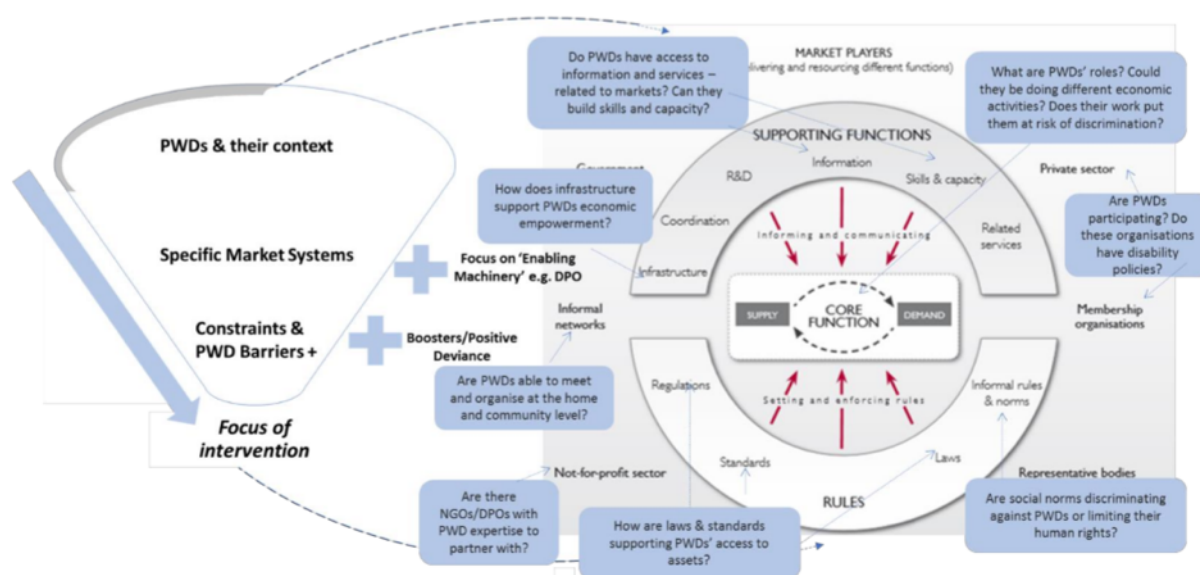 PWDs & their context
Specific Market Systems
Constraints &
PWD Barriers +
Focus of
intervention
Focus on 'Enabling
Machinery' e.g. DPO
Boosters/Positive
Deviance
MARKET PLAYERS
livering and resourcing different functions)
Do PWDs have access to
information and services –
related to markets? Can they
build skills and capacity?
What are PWDs' roles? Could
they be doing different economic
activities? Does their work put
them at risk of discrimination?
How does infrastructure
support PWDs economic
empowerment?
Are PWDs
participating? Do
these organisations
have disability
policies?
Are PWDs able to meet
and organise at the home
and community level?
Are there
NGOs/DPOs with
PWD expertise to
partner with?
How are laws & standards
supporting PWDs' access to
assets?
Are social norms discriminating
against PWDs or limiting their
human rights?
SUPPORTING FUNCTIONS
Information
R&D
Skills & capacity
Coordination
Related
services
Infrastructure
Informing and communicating
SUPPLY
CORE
FUNCTION
DEMAND
Setting and enforcing rules
Regulations
Informal rules
& norms
Standards
Laws
RULES
Private sector
Informal
networks
Membership
organisations
Not-for-profit sector
Representative bodies